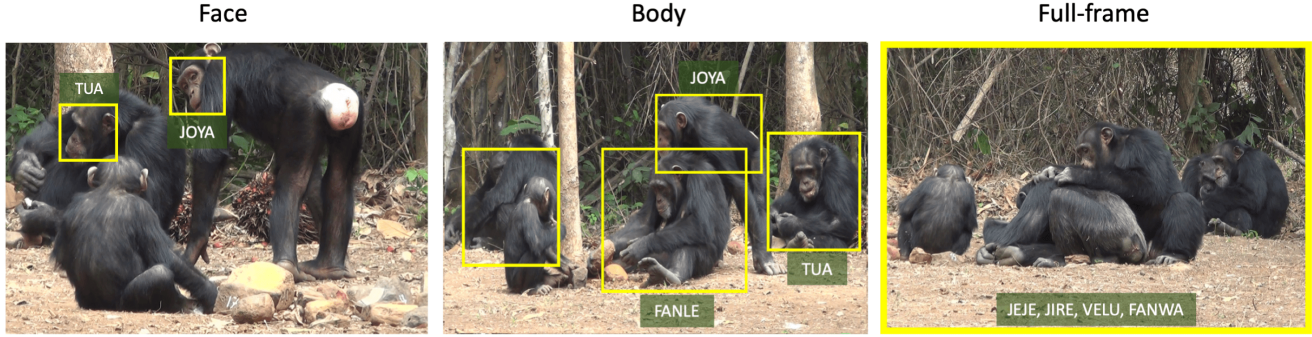 Face
Body
Full-frame
TUA
JOYA
JOYA
TUA
FANLE
JEJE, JIRE, VELU, FANWA